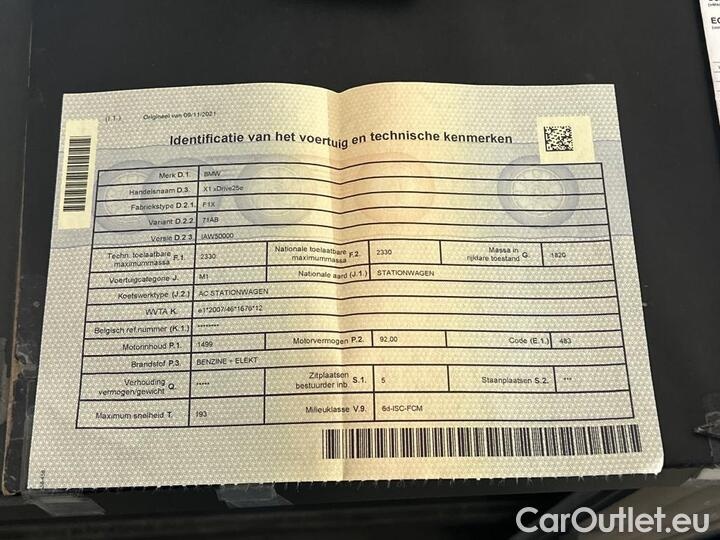 (I.1.) Origineel van 09/11/2021
Identificatie van het voertuig en technische kenmerken
Merk D.1. BMW
Handelsnaam D.3. X1 xDrive25e
Fabriekstype D.2.1. F1X
Variant D.2.2. 71AB
Versie D.2.3. IAW50000
Techn. toelaatbare maximummassa F.1. 2330 Nationale toelaatbare maximummassa F.2. 2330 Massa in rijklare toestand G. 1820
Voertuigcategorie J. M1 Nationale aard (J.1.) STATIONWAGEN
Koetswerktype (J.2.) AC STATIONWAGEN
WVTA K. e1*2007/46*1676*12
Belgisch ref.nummer (K.1.) ********
Motorinhoud P.1. 1499 Motorvermogen P.2. 92,00 Code (E.1.) 483
Brandstof P.3. BENZINE + ELEKT
Verhouding vermogen/gewicht Q. ***** Zitplaatsen bestuurder inb. S.1. 5 Staanplaatsen S.2. ***
Maximum snelheid T. 193 Milieuklasse V.9. 6d-ISC-FCM
CarOutlet.eu